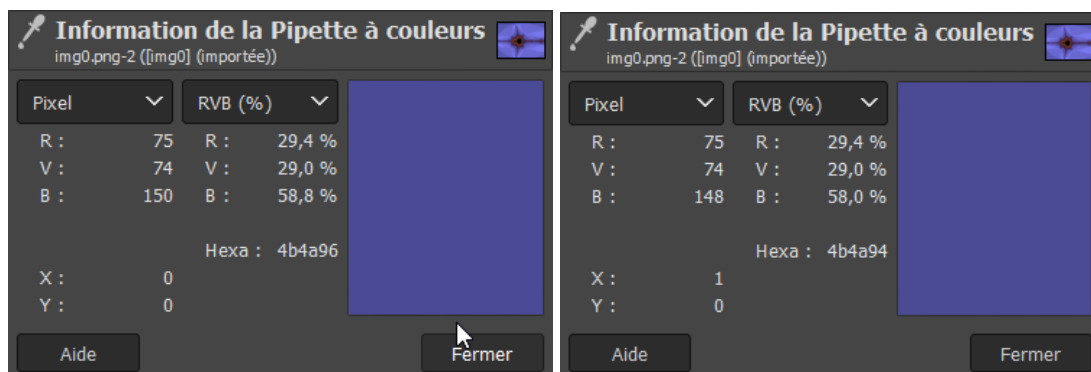 Information de la Pipette à couleurs
img0.png-2 ([img0] (importée))
Pixel RVB (%)
R : 75 R : 29,4 %
V : 74 V : 29,0 %
B : 150 B : 58,8 %
Hexa : 4b4a96
X : 0
Y : 0
Aide Fermer
Information de la Pipette à couleurs
img0.png-2 ([img0] (importée))
Pixel RVB (%)
R : 75 R : 29,4 %
V : 74 V : 29,0 %
B : 148 B : 58,0 %
Hexa : 4b4a94
X : 1
Y : 0
Aide Fermer